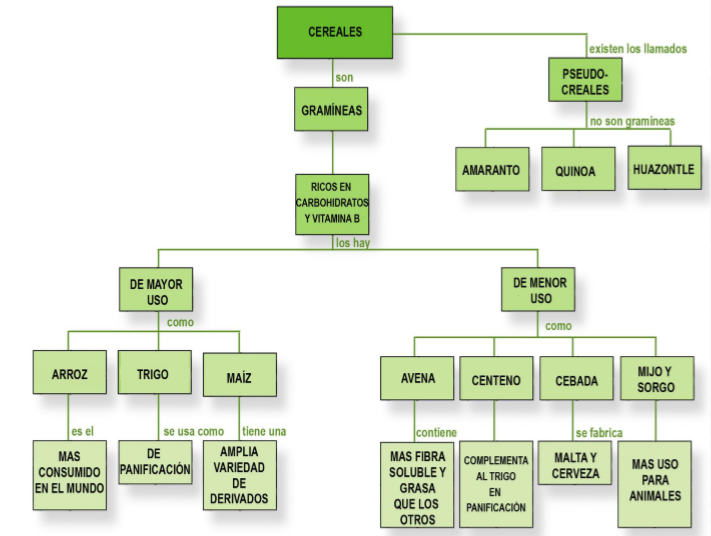 CEREALES
existen los llamados
son
PSEUDO-
CREALES
GRAMÍNEAS
no son gramineas
AMARANTO
QUINOA
HUAZONTLE
RICOS EN
CARBOHIDRATOS
Y VITAMINA B
los hay
DE MAYOR
USO
DE MENOR
USO
como
como
ARROZ
TRIGO
MAÍZ
AVENA
CENTENO
CEBADA
MIJO Y
SORGO
es el
se usa como
tiene una
contiene
se fabrica
MAS
CONSUMIDO
EN EL MUNDO
DE
PANIFICACIÓN
AMPLIA
VARIEDAD
DE
DERIVADOS
MAS FIBRA
SOLUBLE Y
GRASA
QUE LOS
OTROS
COMPLEMENTA
AL TRIGO
EN
PANIFICACIÓN
MALTA Y
CERVEZA
MAS USO
PARA
ANIMALES